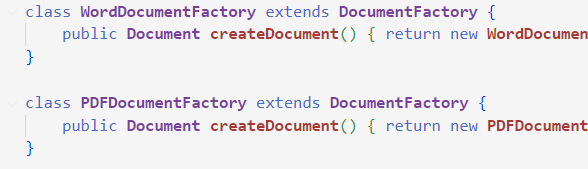 class WordDocumentFactory extends DocumentFactory {
public Document createDocument() { return new WordDocumen
}
class PDFDocumentFactory extends DocumentFactory {
public Document createDocument() { return new PDFDocument
}